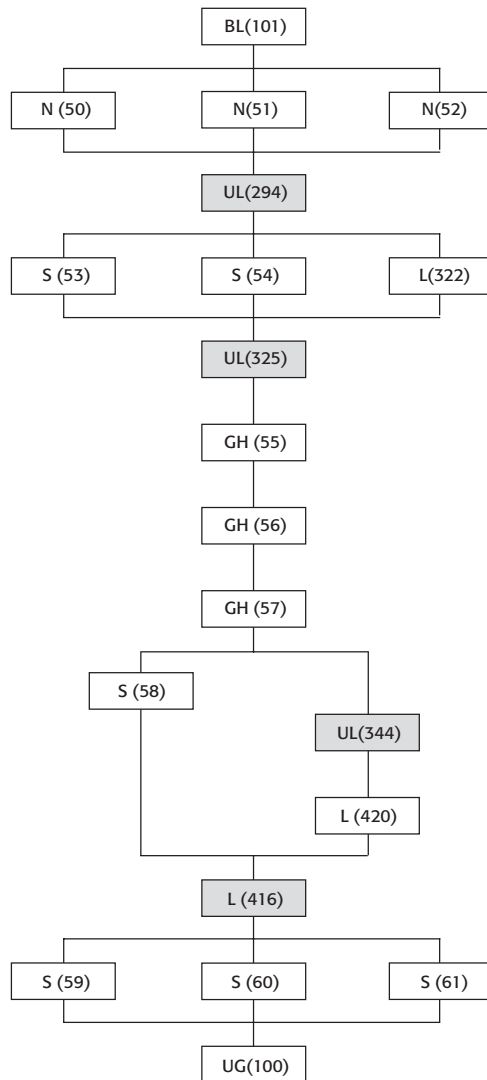 BL(101)
N (50) N(51) N(52)
UL(294)
S (53) S (54) L(322)
UL(325)
GH (55)
GH (56)
GH (57)
S (58)
UL(344)
L (420)
L (416)
S (59) S (60) S (61)
UG(100)